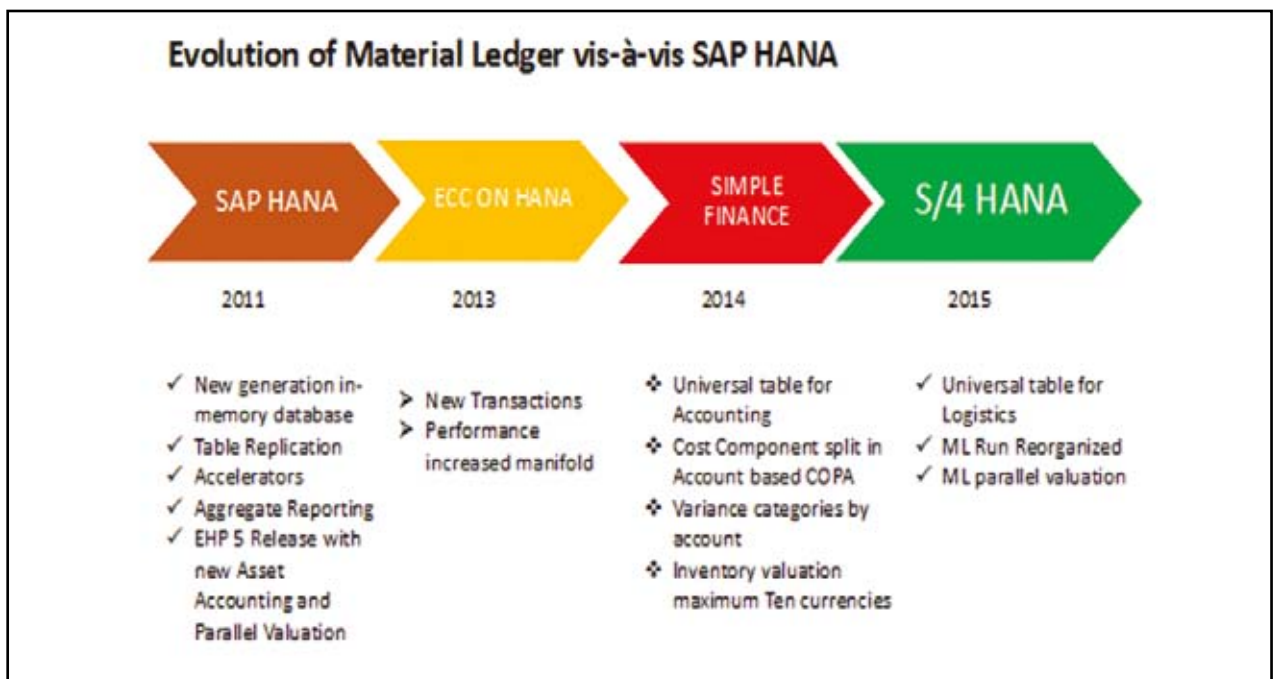 Evolution of Material Ledger vis-à-vis SAP HANA
SAP HANA
ECC ON HANA
SIMPLE
FINANCE
S/4 HANA
2011
2013
2014
2015
✓ New generation in-
memory database
✓ Table Replication
✓ Accelerators
✓ Aggregate Reporting
✓ EHP 5 Release with
new Asset
Accounting and
Parallel Valuation
➢ New Transactions
➢ Performance
increased manifold
❖ Universal table for
Accounting
❖ Cost Component split in
Account based COPA
❖ Variance categories by
account
❖ Inventory valuation
maximum Ten currencies
✓ Universal table for
Logistics
✓ ML Run Reorganized
✓ ML parallel valuation